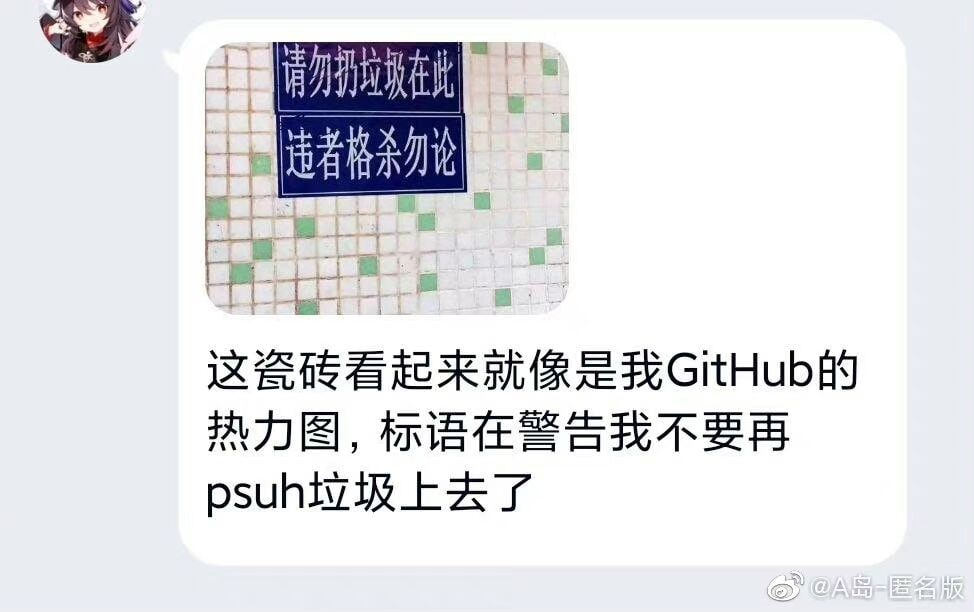 请勿扔垃圾在此
违者格杀勿论
这瓷砖看起来就像是我GitHub的
热力图，标语在警告我不要再
psuh垃圾上去了
@A岛-匿名版